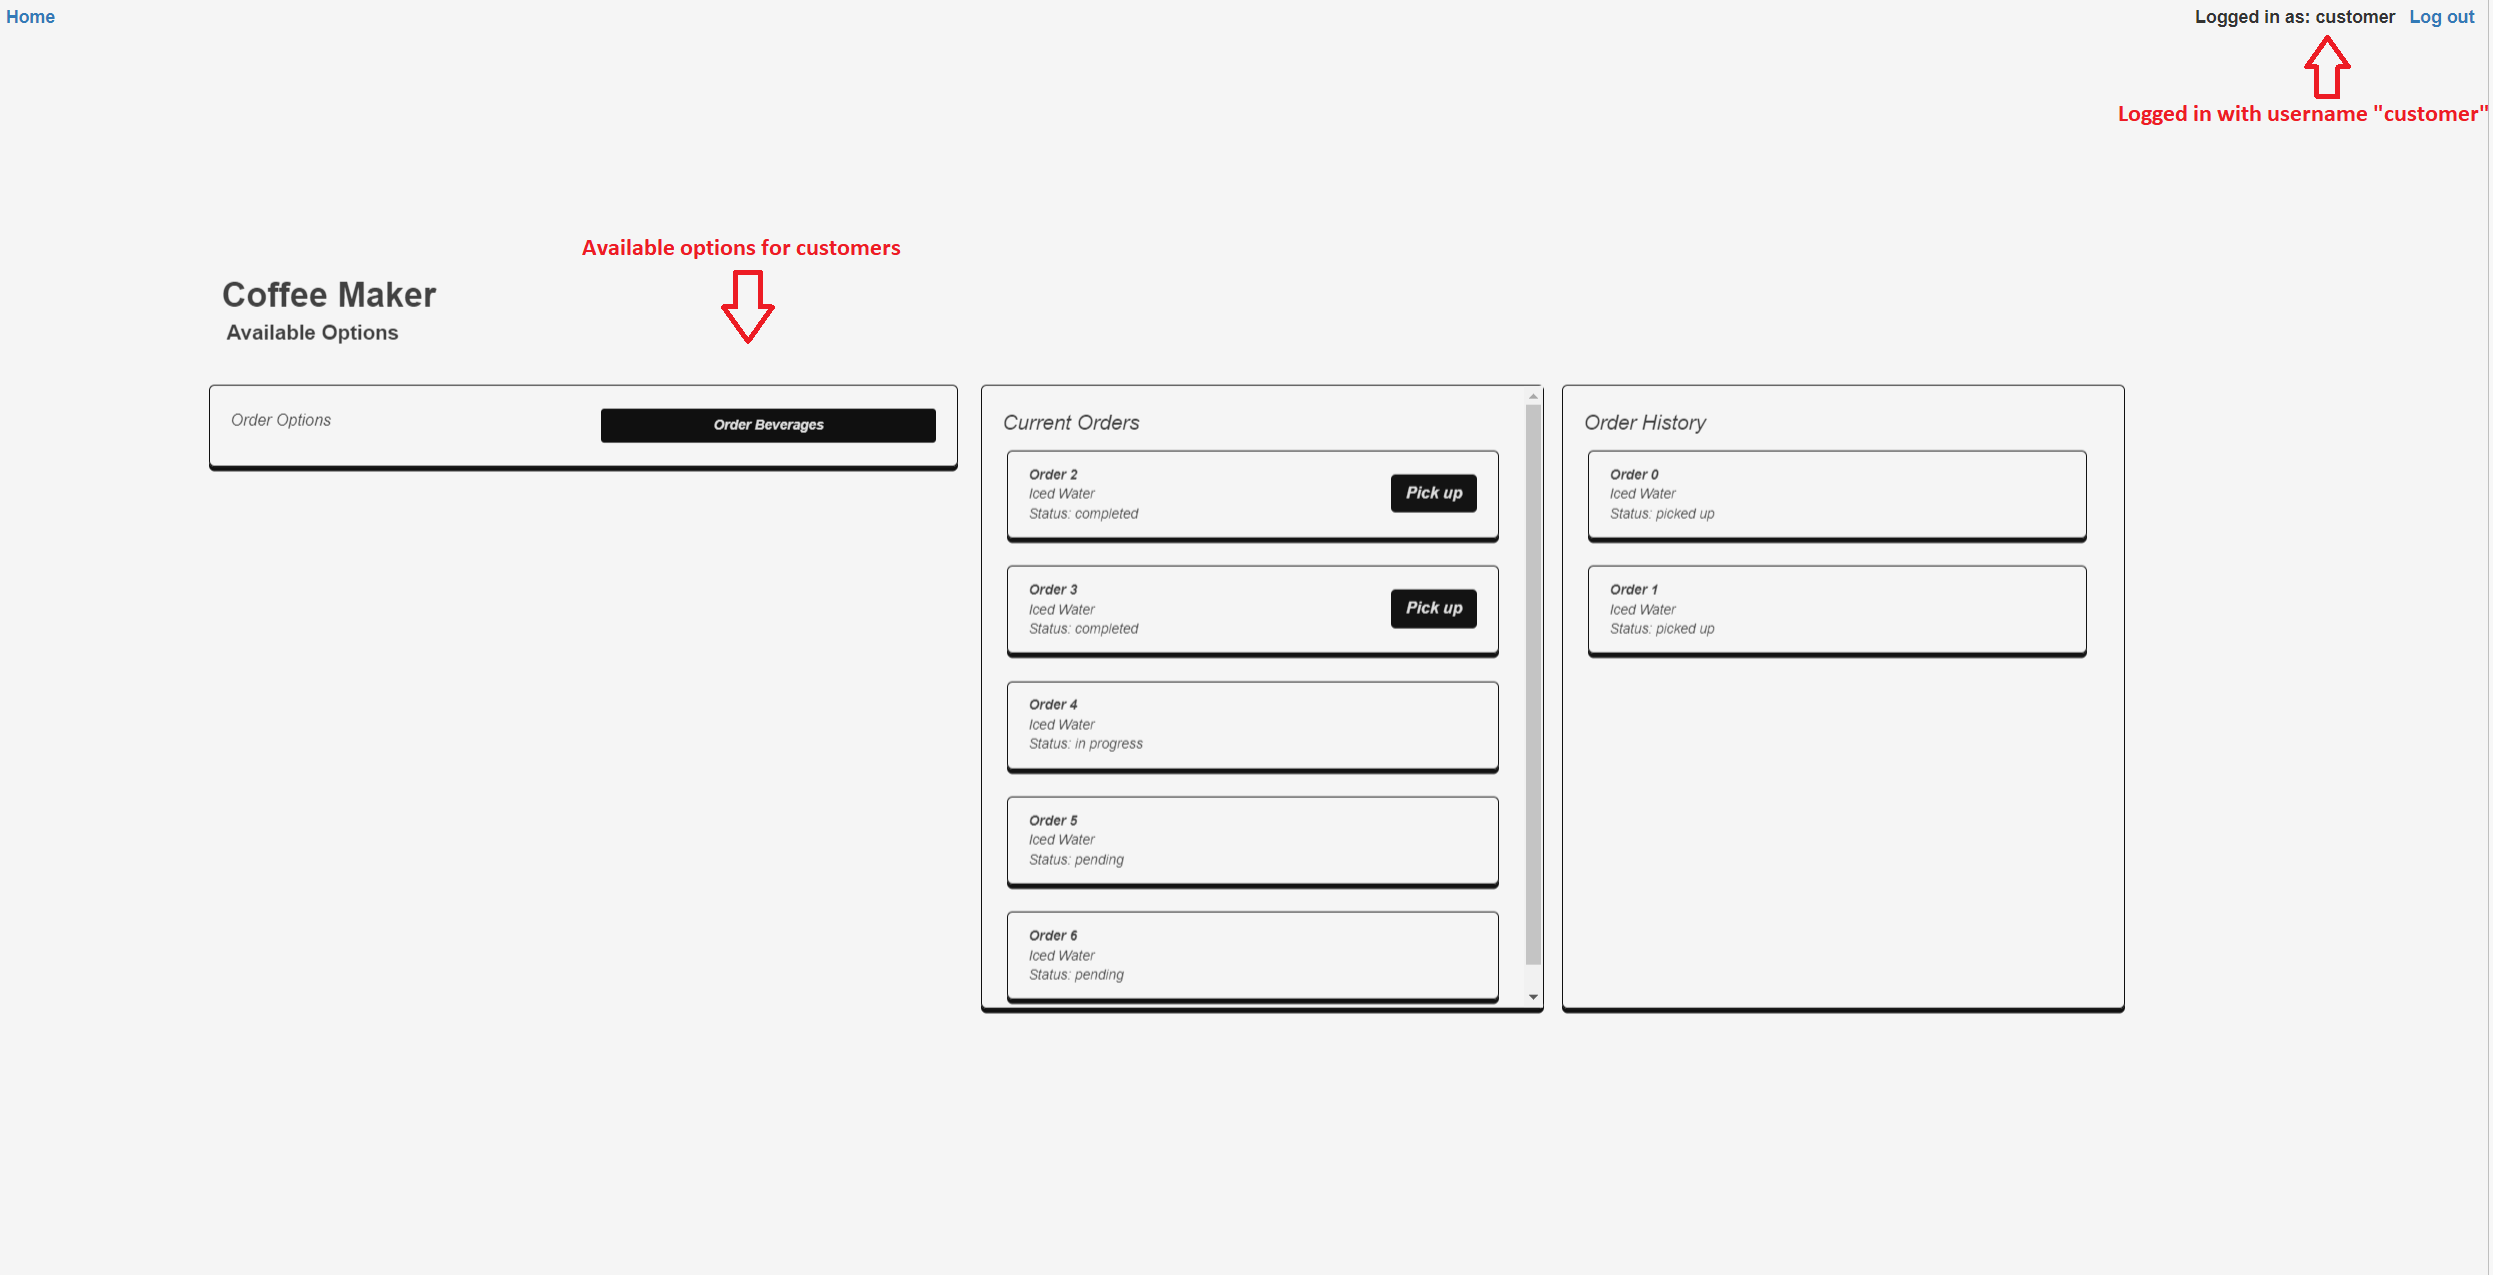 Home
Logged in as: customer Log out
Logged in with username "customer"
Available options for customers
Coffee Maker
Available Options
Order Options
Order Beverages
Current Orders
Order 2
Iced Water
Status: completed
Pick up
Order 3
Iced Water
Status: completed
Pick up
Order 4
Iced Water
Status: in progress
Order 5
Iced Water
Status: pending
Order 6
Iced Water
Status: pending
Order History
Order 0
Iced Water
Status: picked up
Order 1
Iced Water
Status: picked up